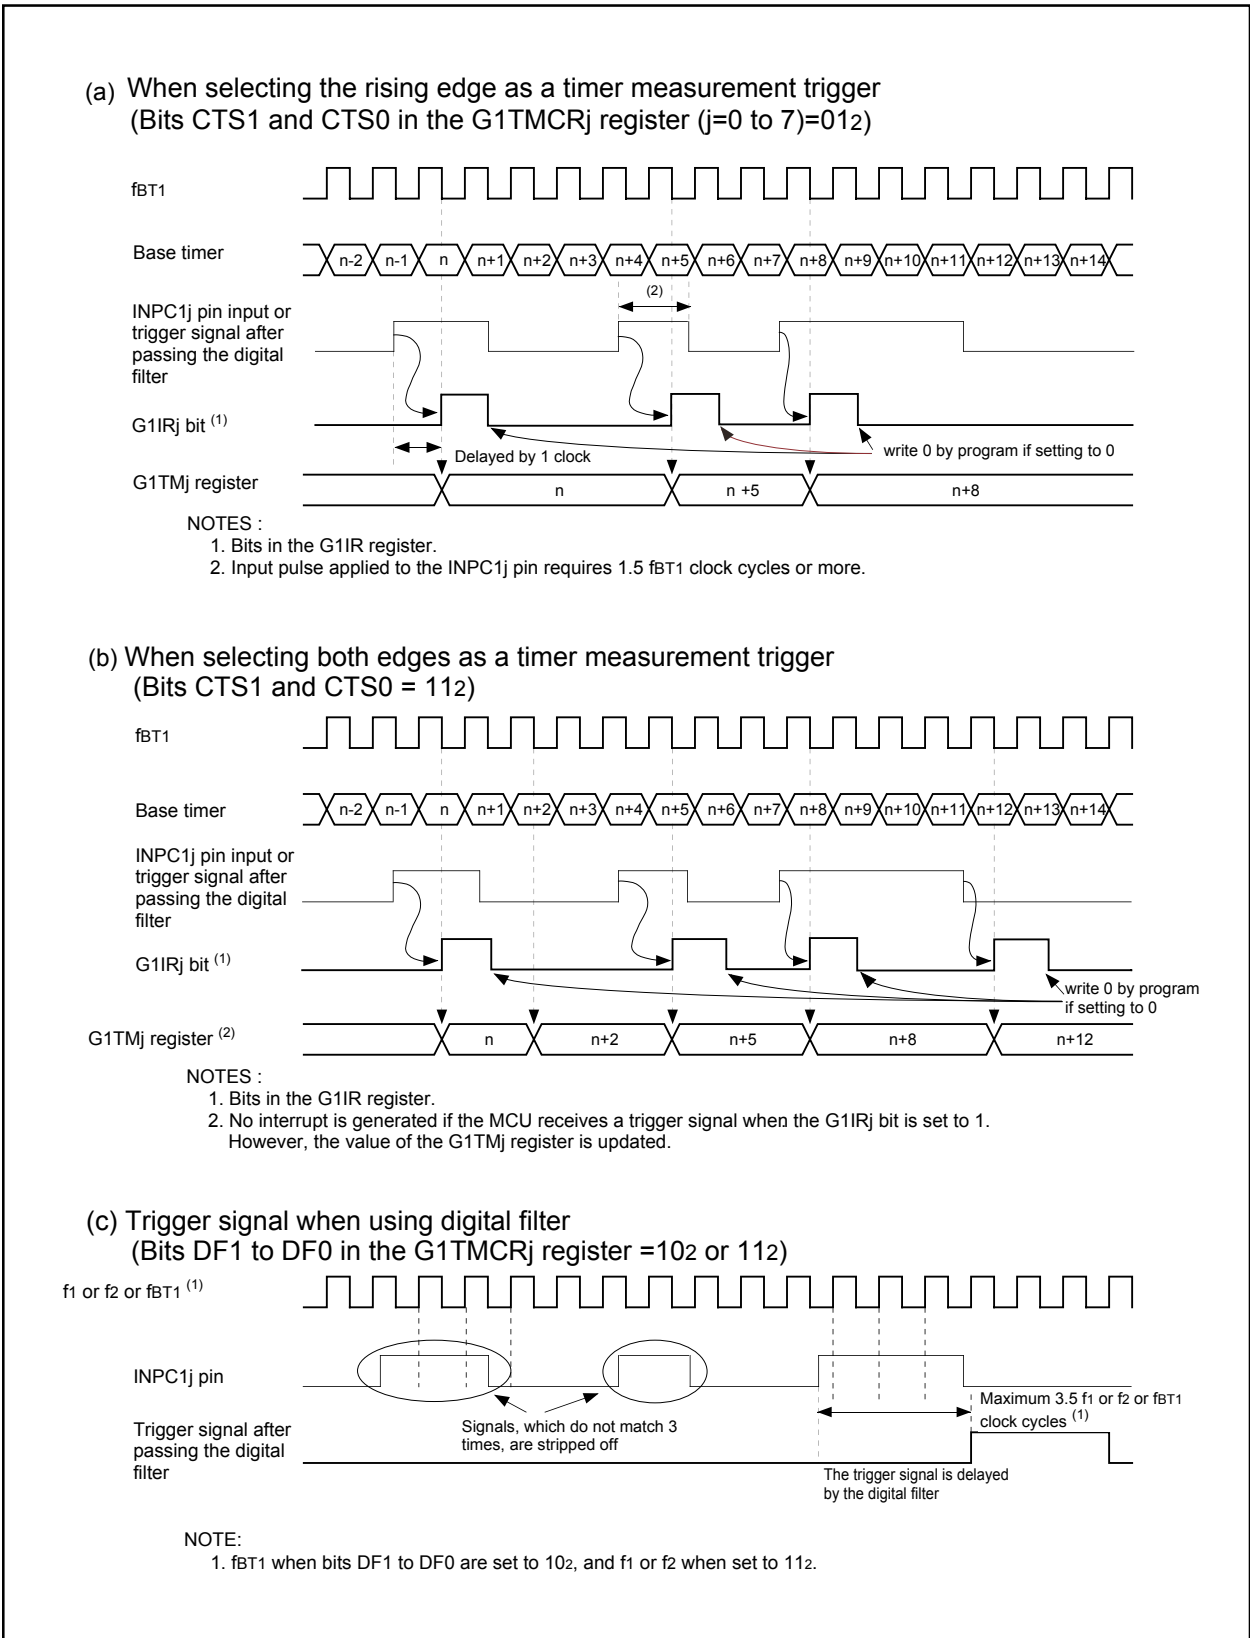 (a) When selecting the rising edge as a timer measurement trigger
(Bits CTS1 and CTS0 in the G1TMCRj register (j=0 to 7)=012)
fBT1
Base timer
n-2 n-1 n n+1 n+2 n+3 n+4 n+5 n+6 n+7 n+8 n+9 n+10 n+11 n+12 n+13 n+14
(2)
INPC1j pin input or
trigger signal after
passing the digital
filter
G1IRj bit (1)
write 0 by program if setting to 0
Delayed by 1 clock
G1TMj register
n n +5 n+8
NOTES :
1. Bits in the G1IR register.
2. Input pulse applied to the INPC1j pin requires 1.5 fBT1 clock cycles or more.
(b) When selecting both edges as a timer measurement trigger
(Bits CTS1 and CTS0 = 112)
fBT1
Base timer
n-2 n-1 n n+1 n+2 n+3 n+4 n+5 n+6 n+7 n+8 n+9 n+10 n+11 n+12 n+13 n+14
INPC1j pin input or
trigger signal after
passing the digital
filter
G1IRj bit (1)
write 0 by program
if setting to 0
G1TMj register (2)
n n+2 n+5 n+8 n+12
NOTES :
1. Bits in the G1IR register.
2. No interrupt is generated if the MCU receives a trigger signal when the G1IRj bit is set to 1.
However, the value of the G1TMj register is updated.
(c) Trigger signal when using digital filter
(Bits DF1 to DF0 in the G1TMCRj register =102 or 112)
f1 or f2 or fBT1 (1)
INPC1j pin
Maximum 3.5 f1 or f2 or fBT1
clock cycles (1)
Signals, which do not match 3
times, are stripped off
Trigger signal after
passing the digital
filter
The trigger signal is delayed
by the digital filter
NOTE:
1. fBT1 when bits DF1 to DF0 are set to 102, and f1 or f2 when set to 112.